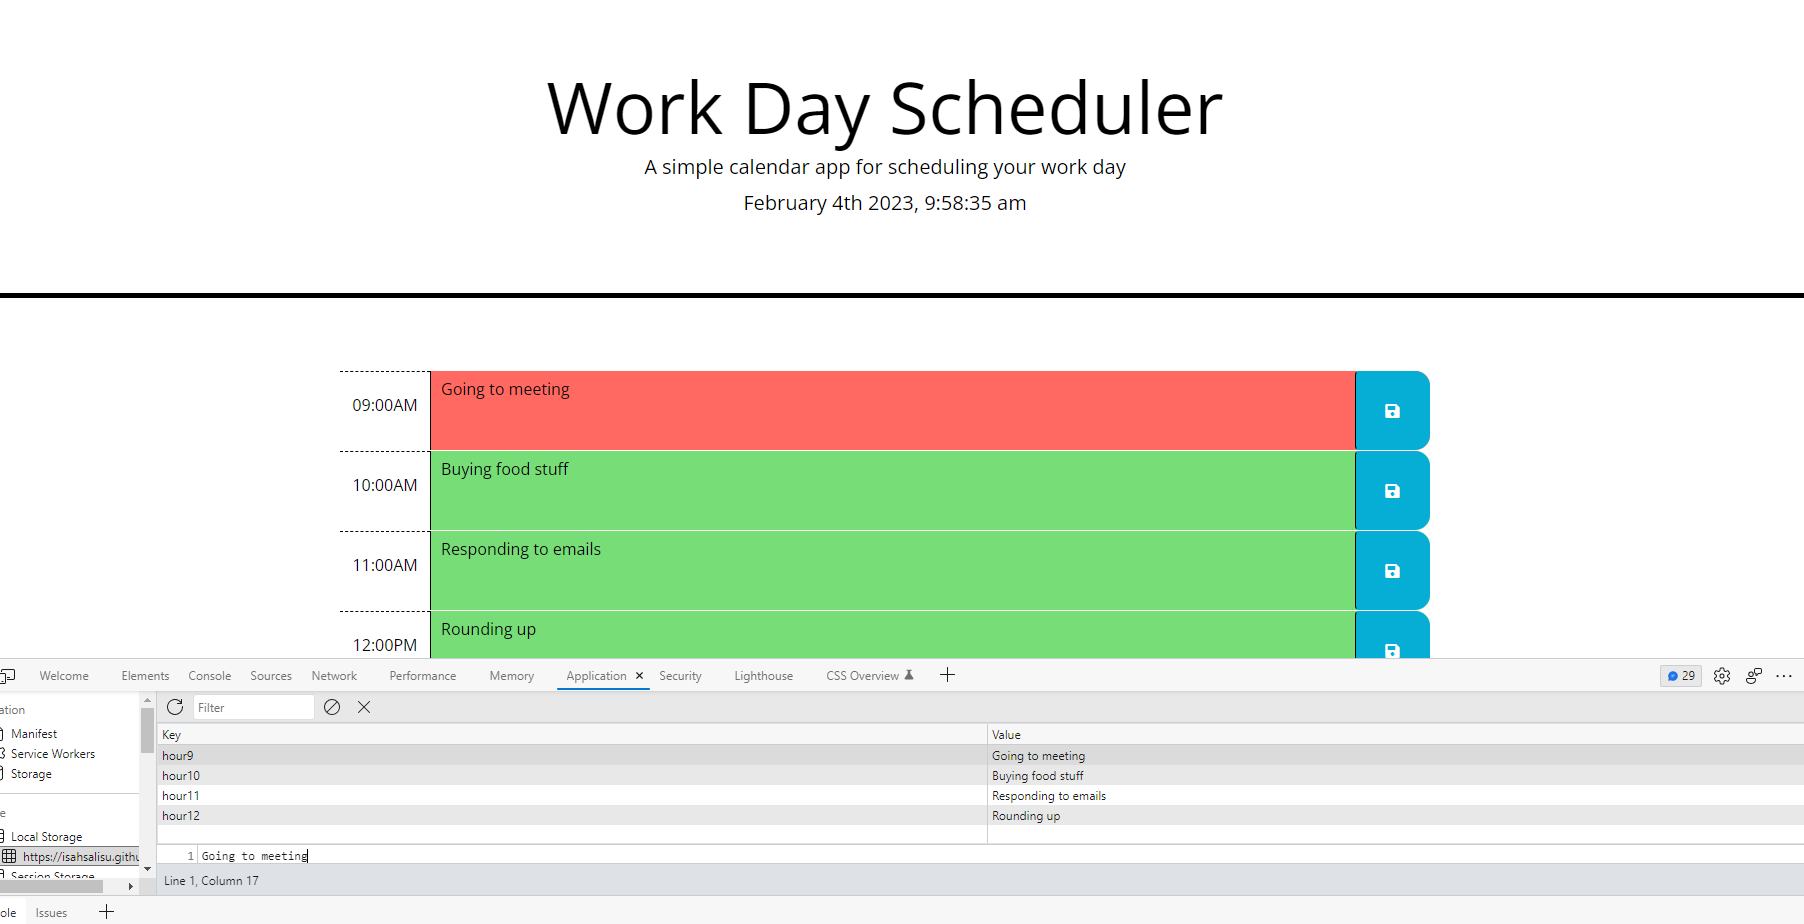 Work Day Scheduler
A simple calendar app for scheduling your work day
February 4th 2023, 9:58:35 am
09:00AM Going to meeting
10:00AM Buying food stuff
11:00AM Responding to emails
12:00PM Rounding up
Welcome Elements Console Sources Network Performance Memory Application Security Lighthouse CSS Overview 29
ation
Filter
Manifest
Service Workers
Storage
e
Local Storage
https://isahsalisu.githu
Session Storage
Key Value
hour9 Going to meeting
hour10 Buying food stuff
hour11 Responding to emails
hour12 Rounding up
1 Going to meeting
Line 1, Column 17
ole Issues